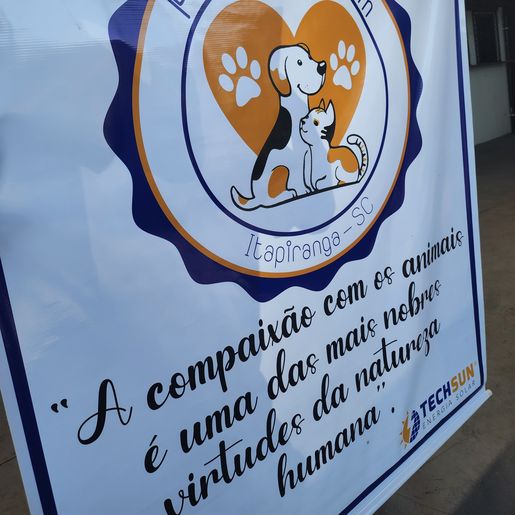 Itapiranga - SC
"A compaixão com os animais
é uma das mais nobres
virtudes da natureza
humana".
TECHSUN
ENERGIA SOLAR